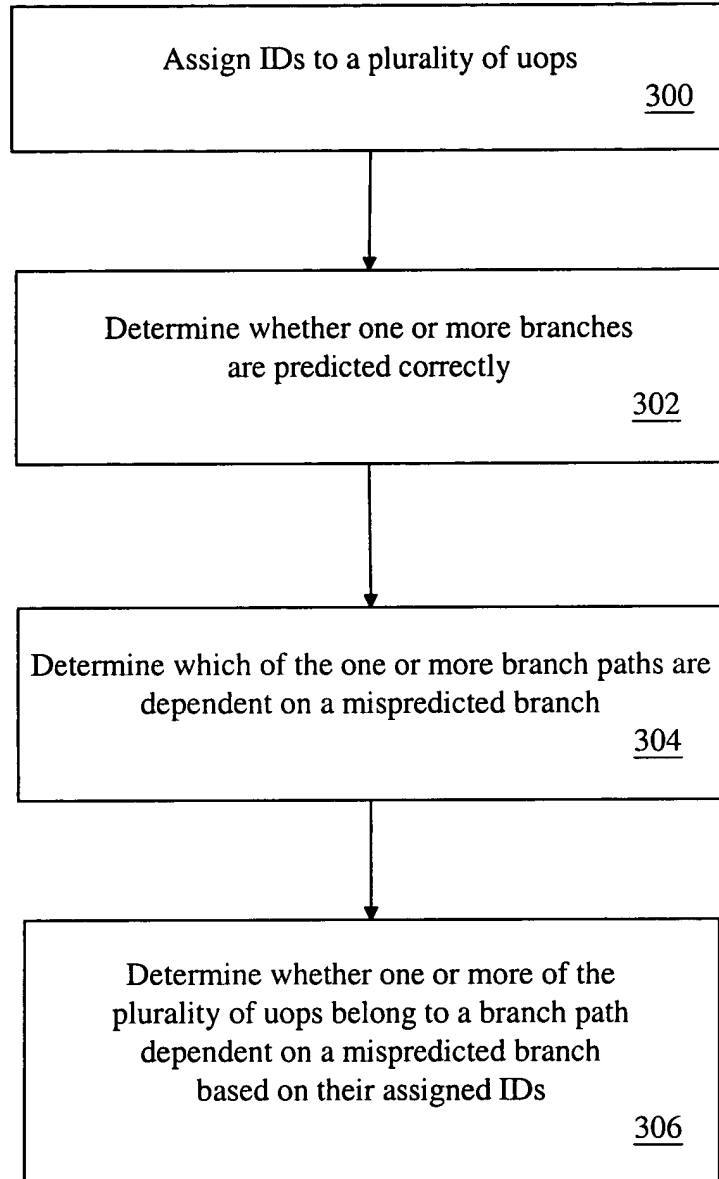 Assign IDs to a plurality of uops
300
Determine whether one or more branches
are predicted correctly
302
Determine which of the one or more branch paths are
dependent on a mispredicted branch
304
Determine whether one or more of the
plurality of uops belong to a branch path
dependent on a mispredicted branch
based on their assigned IDs
306